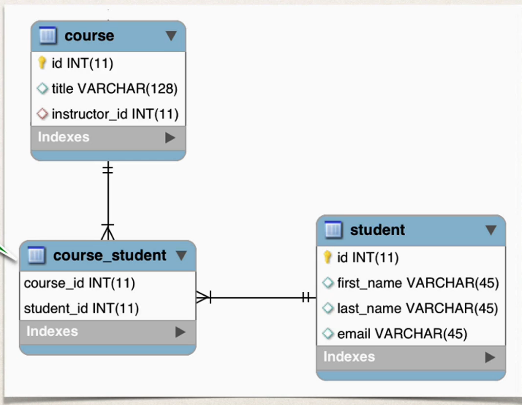 course
id INT(11)
title VARCHAR(128)
instructor_id INT(11)
Indexes
course_student
course_id INT(11)
student_id INT(11)
Indexes
student
id INT(11)
first_name VARCHAR(45)
last_name VARCHAR(45)
email VARCHAR(45)
Indexes